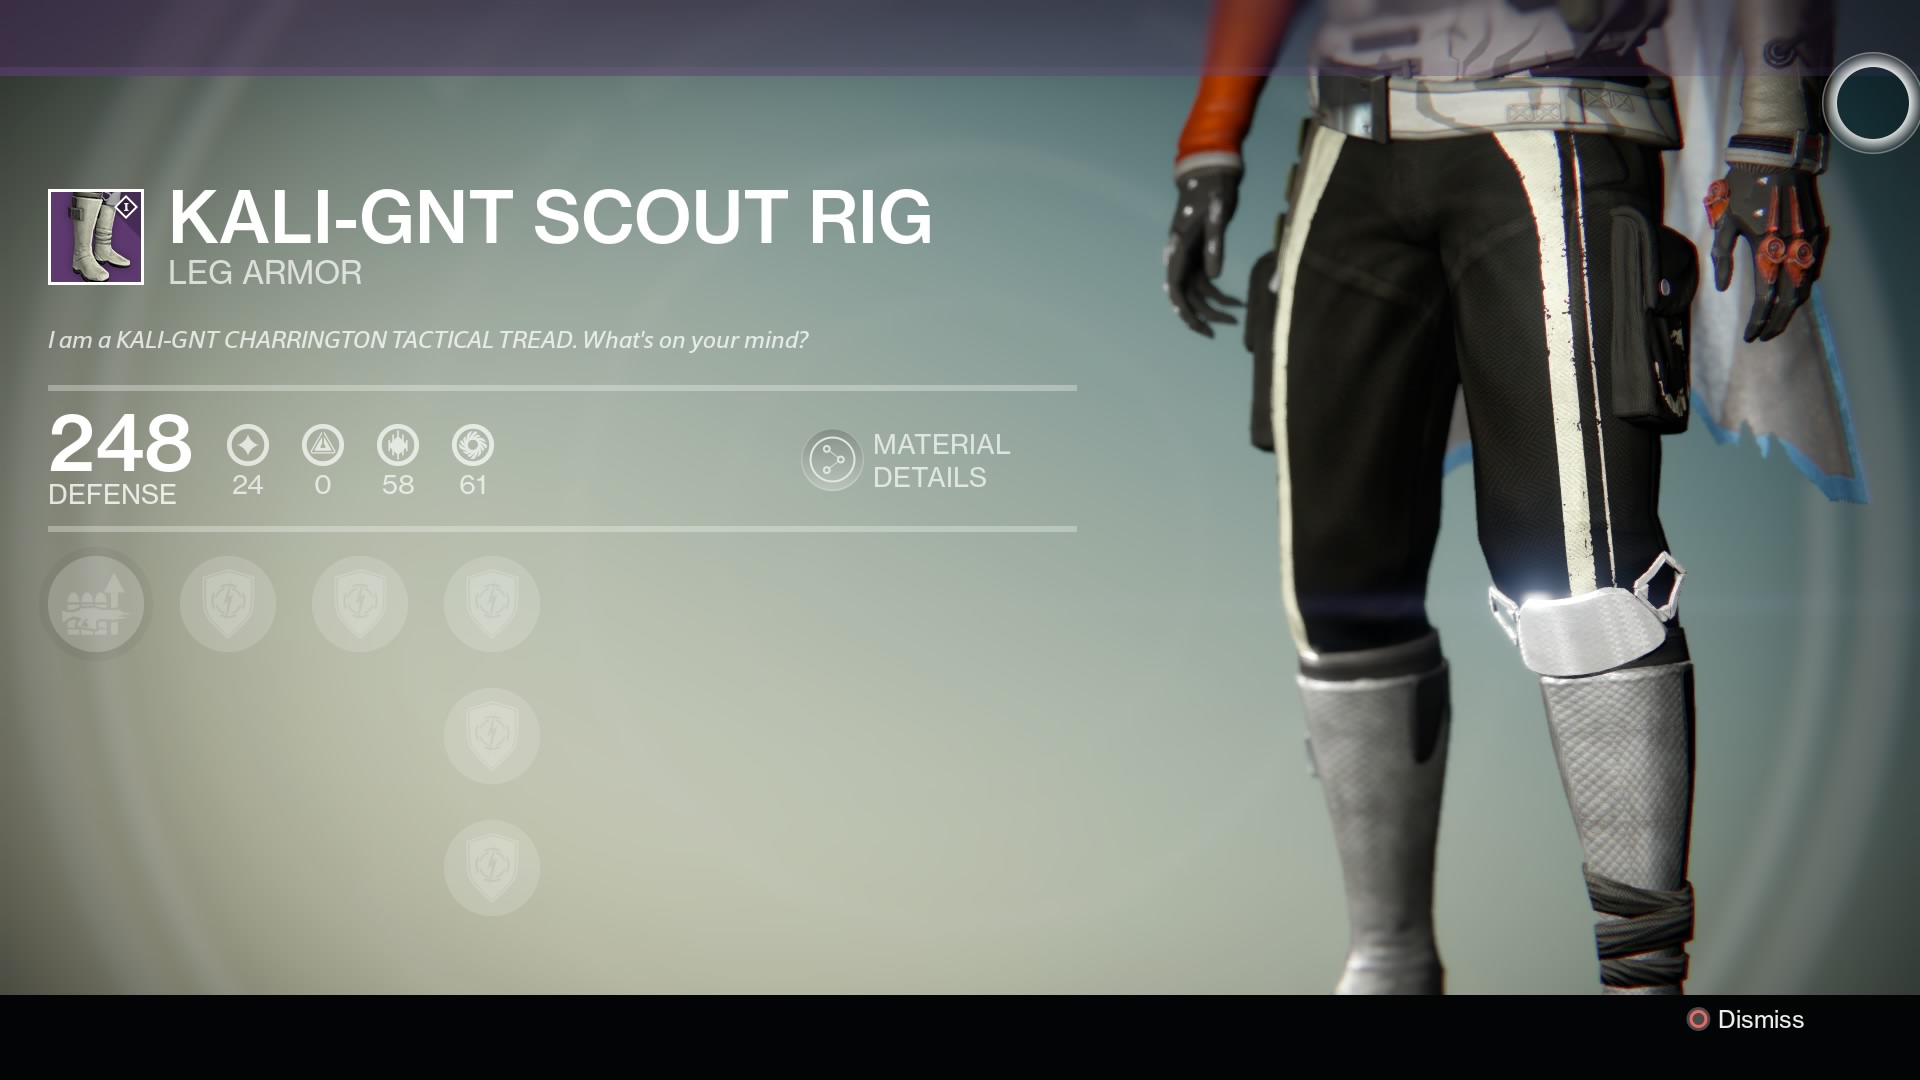 KALI-GNT SCOUT RIG
LEG ARMOR
I am a KALI-GNT CHARRINGTON TACTICAL TREAD. What's on your mind?
248
DEFENSE
24
0
58
61
MATERIAL
DETAILS
Dismiss